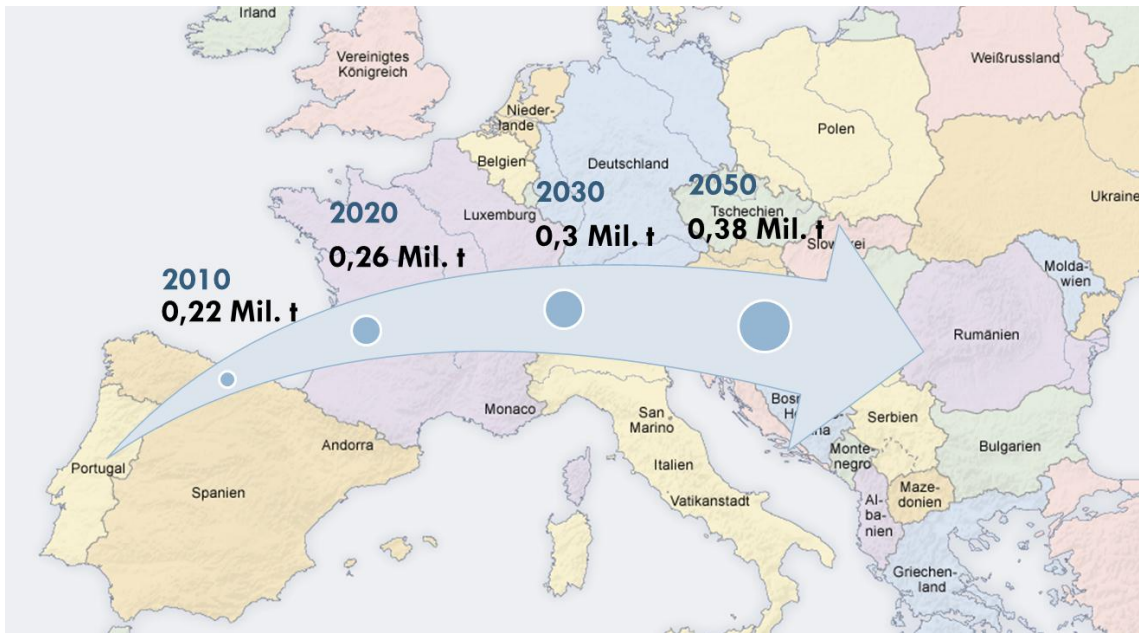 Irland
Vereinigtes
Königreich
Weißrussland
Nieder-
lande
Polen
Belgien
Deutschland
2030
2050
Ukraine
2020
Luxemburg
Tschechien
0,26 Mil. t
0,3 Mil. t
0,38 Mil. t
2010
0,22 Mil. t
Molda-
wien
Rumänien
Monaco
San
Marino
Serbien
Andorra
Monte-
negro
Bulgarien
Portugal
Spanien
Italien
Vatikanstadt
Maze-
donien
Al-
ba-
nien
Griechen-
land